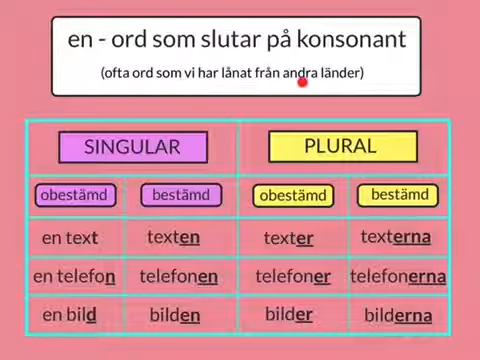 en - ord som slutar på konsonant
(ofta ord som vi har lånat från andra länder)
SINGULAR PLURAL
obestämd bestämd obestämd bestämd
en text texten texter texterna
en telefon telefonen telefoner telefonerna
en bild bilden bilder bilderna